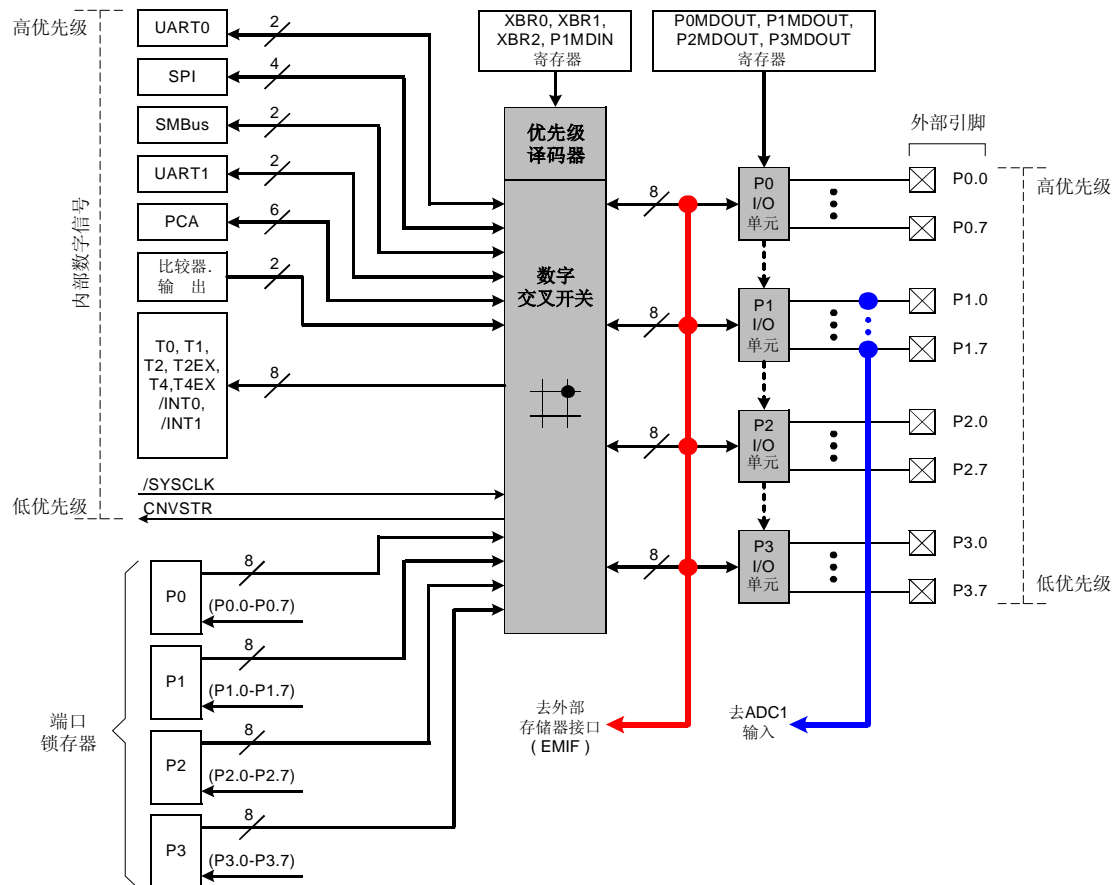 高优先级
UART0
2
SPI
4
SMBus
2
UART1
2
PCA
6
比较器.
输 出
2
T0, T1,
T2, T2EX,
T4,T4EX
/INT0,
/INT1
8
内部数字信号
/SYSCLK
低优先级
CNVSTR
XBR0, XBR1,
XBR2, P1MDIN
寄存器
P0MDOUT, P1MDOUT,
P2MDOUT, P3MDOUT
寄存器
优先级
译码器
数字
交叉开关
8
8
8
8
P0
I/O
单元
P1
I/O
单元
P2
I/O
单元
P3
I/O
单元
外部引脚
P0.0
P0.7
P1.0
P1.7
P2.0
P2.7
P3.0
P3.7
高优先级
低优先级
端口
锁存器
P0
8
(P0.0-P0.7)
P1
8
(P1.0-P1.7)
P2
8
(P2.0-P2.7)
P3
8
(P3.0-P3.7)
去外部
存储器接口
( EMIF )
去ADC1
输入